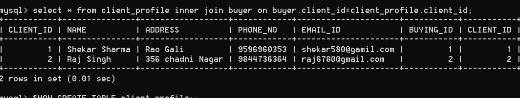 mysql> select * from client_profile inner join buyer on buyer.client_id=client_profile.client_id;
| CLIENT_ID | NAME | ADDRESS | PHONE_NO | EMAIL_ID | BUYING_ID | CLIENT_ID |
| 1 | Shekar Sharma | Rao Gali | 9596960353 | shekar580@gamil.com | 1 | 1 |
| 2 | Raj Singh | 356 chadni Nagar | 9844736364 | raj6780@gmail.com | 2 | 2 |
2 rows in set (0.01 sec)
mysql> SHOW CREATE TABLE client_profile;